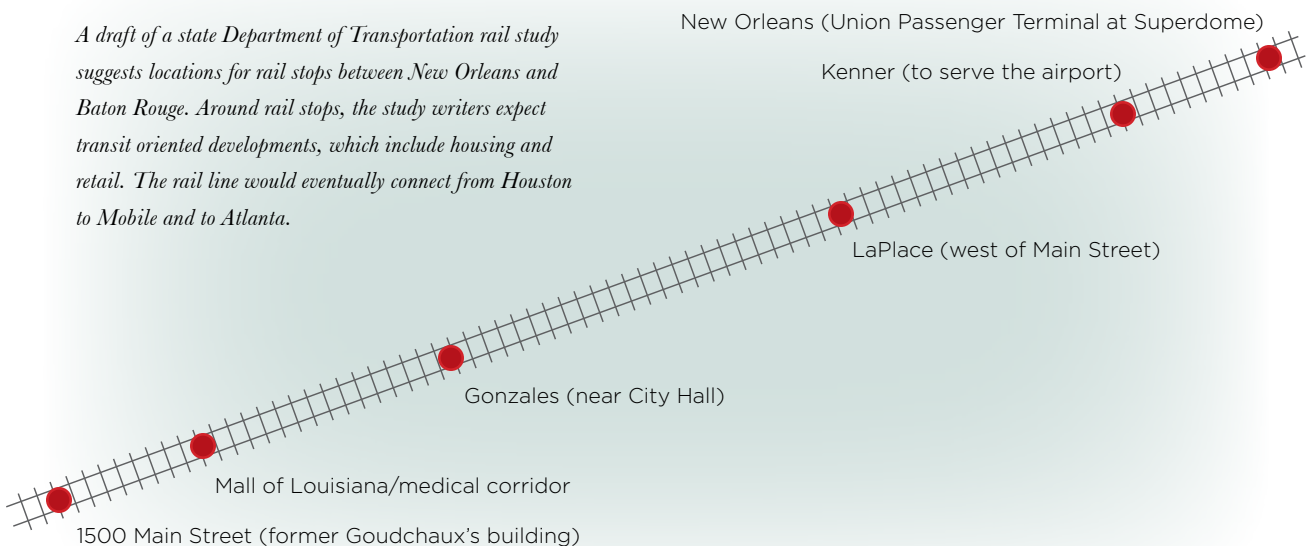 A draft of a state Department of Transportation rail study
suggests locations for rail stops between New Orleans and
Baton Rouge. Around rail stops, the study writers expect
transit oriented developments, which include housing and
retail. The rail line would eventually connect from Houston
to Mobile and to Atlanta.
New Orleans (Union Passenger Terminal at Superdome)
Kenner (to serve the airport)
LaPlace (west of Main Street)
Gonzales (near City Hall)
Mall of Louisiana/medical corridor
1500 Main Street (former Goudchaux’s building)